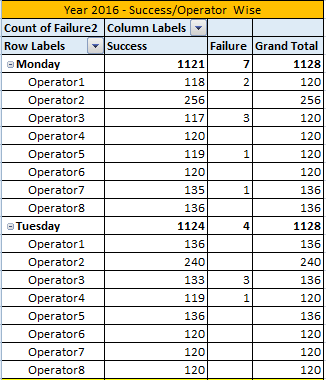 Year 2016 - Success/Operator Wise
Count of Failure2 Column Labels
Row Labels Success Failure Grand Total
Monday 1121 7 1128
Operator1 118 2 120
Operator2 256 256
Operator3 117 3 120
Operator4 120 120
Operator5 119 1 120
Operator6 120 120
Operator7 135 1 136
Operator8 136 136
Tuesday 1124 4 1128
Operator1 136 136
Operator2 240 240
Operator3 133 3 136
Operator4 119 1 120
Operator5 136 136
Operator6 120 120
Operator7 120 120
Operator8 120 120